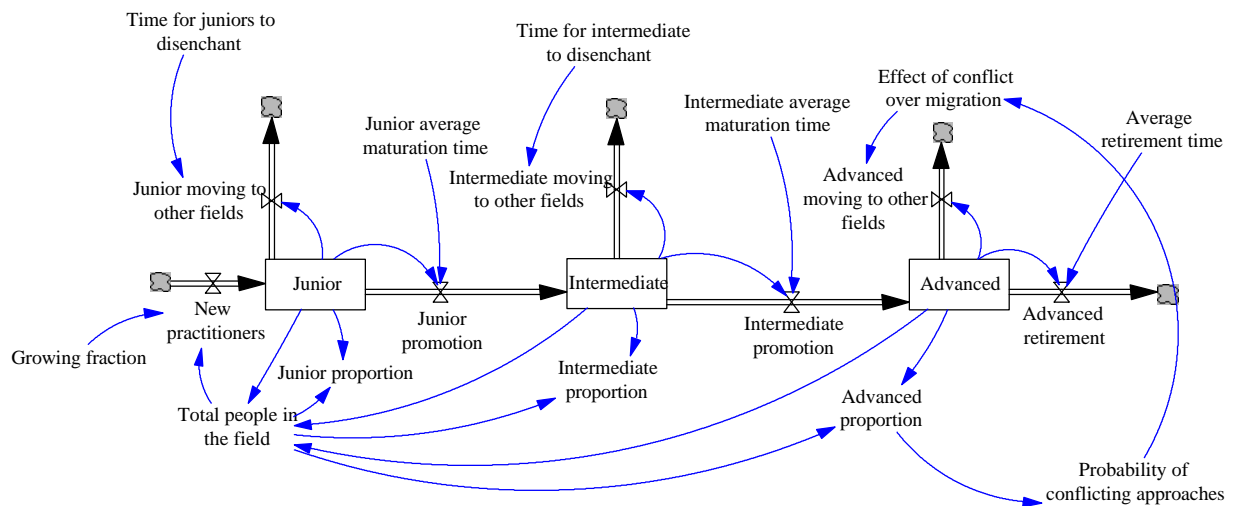 Time for juniors to
disenchant
Time for intermediate
to disenchant
Effect of conflict
over migration
Intermediate average
maturation time
Average
retirement time
Junior average
maturation time
Junior moving to
other fields
Intermediate moving
to other fields
Advanced
moving to other
fields
Junior
Intermediate
Advanced
New
practitioners
Junior
promotion
Intermediate
promotion
Advanced
retirement
Growing fraction
Junior proportion
Intermediate
proportion
Advanced
proportion
Total people in
the field
Probability of
conflicting approaches